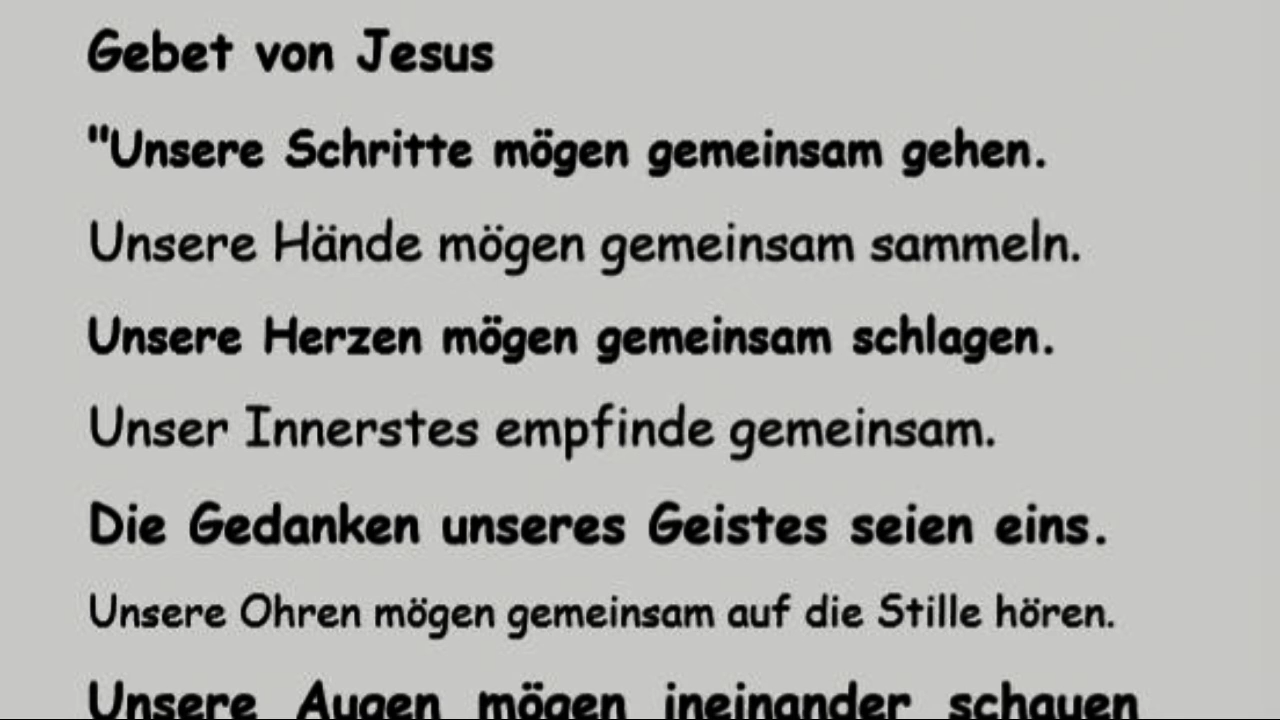 Gebet von Jesus
"Unsere Schritte mögen gemeinsam gehen.
Unsere Hände mögen gemeinsam sammeln.
Unsere Herzen mögen gemeinsam schlagen.
Unser Innerstes empfinde gemeinsam.
Die Gedanken unseres Geistes seien eins.
Unsere Ohren mögen gemeinsam auf die Stille hören.
Unsere Augen mögen ineinander schauen